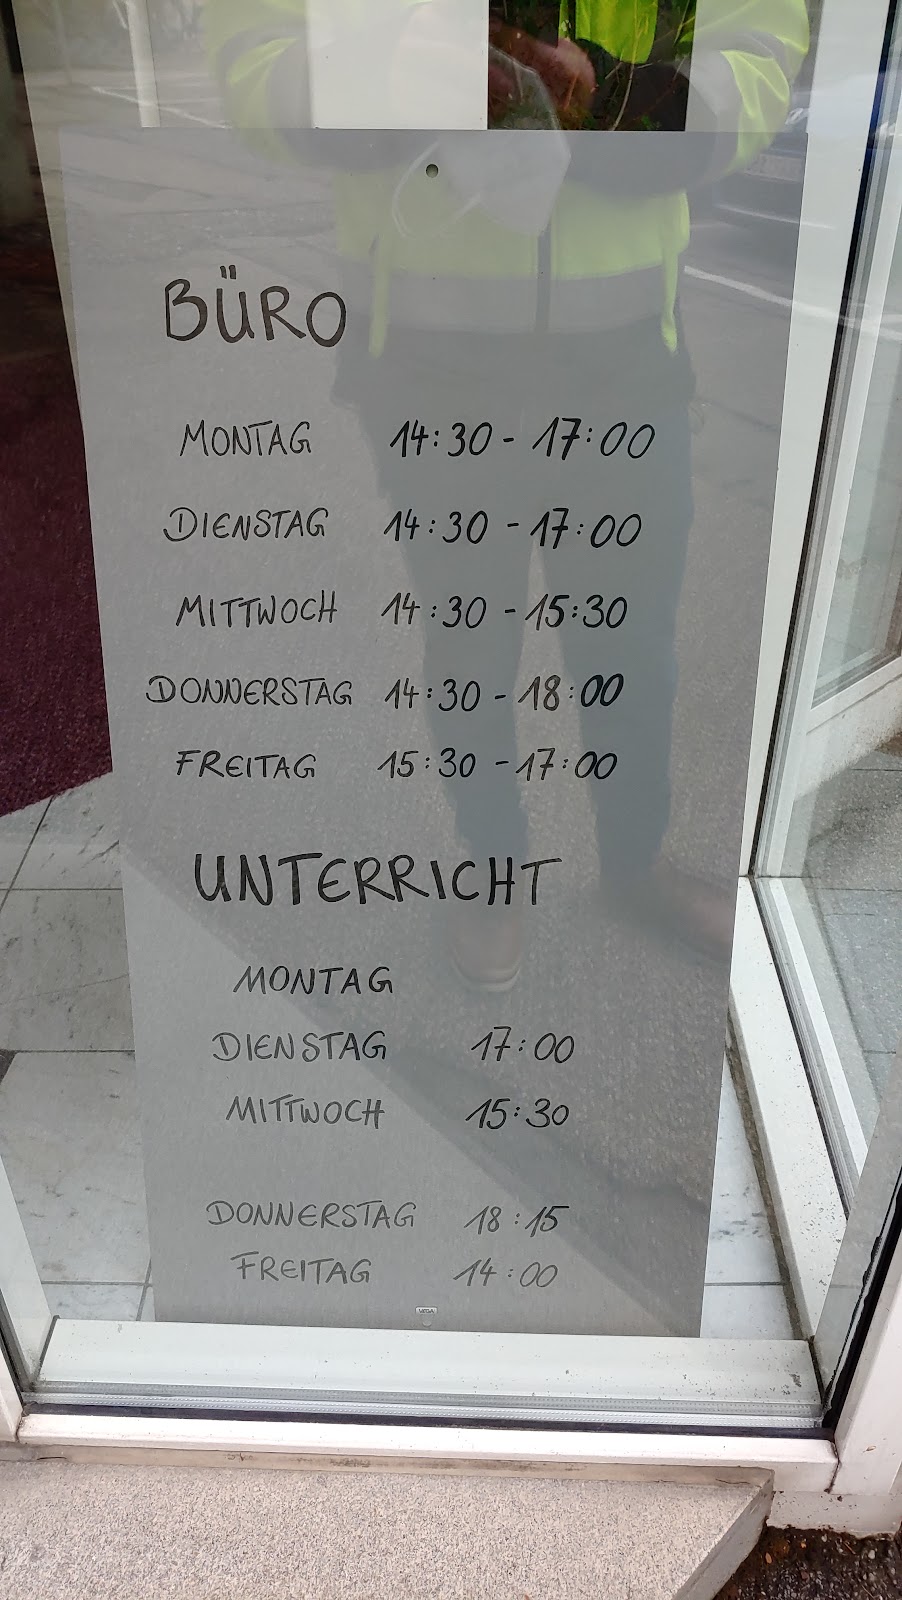 BÜRO
MONTAG 14:30 - 17:00
DIENSTAG 14:30 - 17:00
MITTWOCH 14:30 - 15:30
DONNERSTAG 14:30 - 18:00
FREITAG 15:30 - 17:00
UNTERRICHT
MONTAG
DIENSTAG 17:00
MITTWOCH 15:30
DONNERSTAG 18:15
FREITAG 14:00